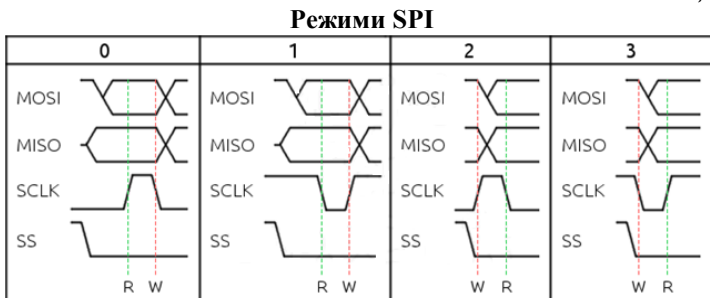 Режими SPI
0 1 2 3
MOSI MOSI MOSI MOSI
MISO MISO MISO MISO
SCLK SCLK SCLK SCLK
SS SS SS SS
R W R W W R W R